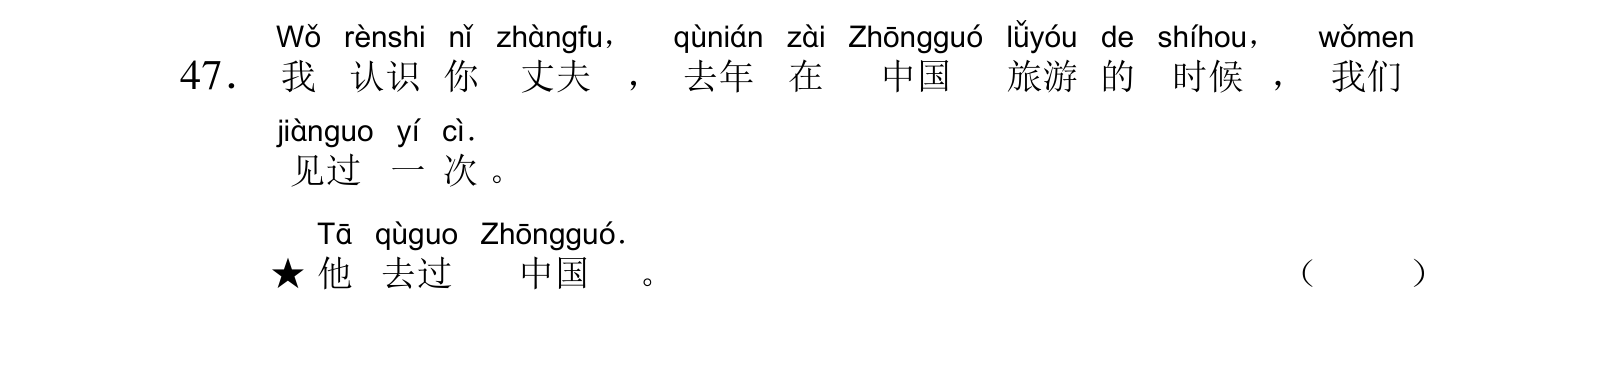 Wǒ rènshi nǐ zhàngfu， qùnián zài Zhōngguó lǚyóu de shíhou， wǒmen
47. 我 认识 你 丈夫 ， 去年 在 中国 旅游 的 时候 ， 我们
jiànguo yí cì.
见过 一 次 。
Tā qùguo Zhōngguó.
★ 他 去过 中国 。 （ ）